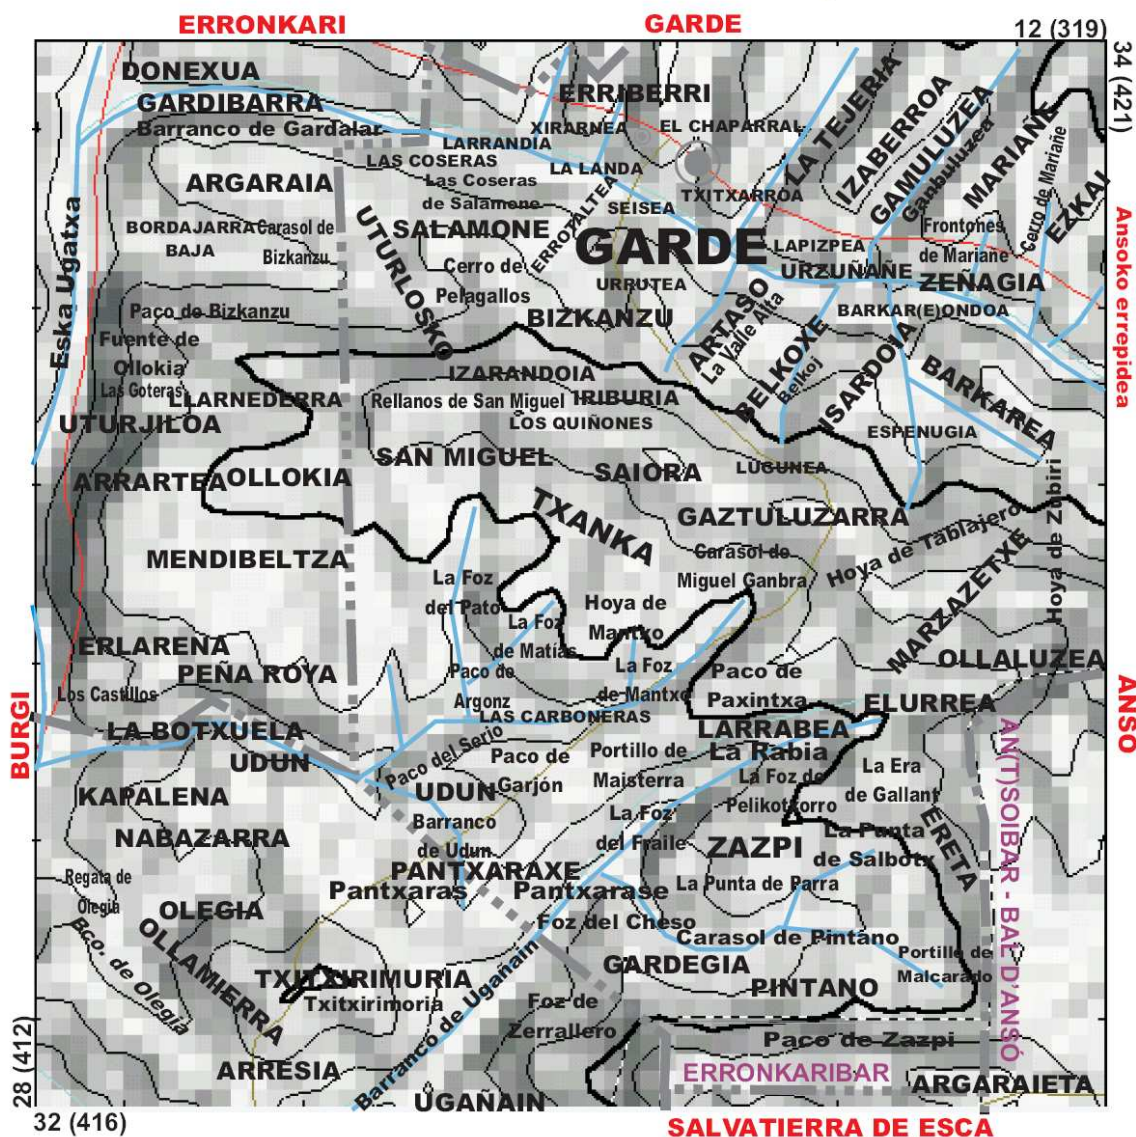 ERRONKARI
GARDE
12 (319)
34 (421)
DONEXUA
GARDIBARRA
Barranco de Gardalar
ERRIBERRI
XIRARNEA
EL CHAPARRAL
LARRANDIA
LA TEJERIA
IZABERROA
GAMULUZEA
Ganbuluzea
MARIAÑE
Cerro de Mariañe
EZKAI
ARGARAIA
LAS COSERAS
Las Coseras
de Salamone
LA LANDA
TXITXARROA
SEISEA
ERROTALTEA
BORDAJARRA
BAJA
Carasol de
Bizkanzu
UTURLOSKO
SALAMONE
Cerro de
Pelagallos
GARDE
LAPIZPEA
Frontones
de Mariane
URZUÑAÑE
ZEÑAGIA
Ansoko errepidea
Eska Ugatxa
Paco de Bizkanzu
URRUTEA
BIZKANZU
ARTASO
La Valle Alta
BELKOXE
Belkoj
BARKAR(E)ONDOA
ISARDOIA
BARKAREA
Fuente de
Ollokia
Las Goteras
LLARNEDERRA
IZARANDOIA
Rellanos de San Miguel
IRIBURIA
LOS QUIÑONES
ESPENUGIA
UTURJILOA
ARRARTEA
OLLOKIA
SAN MIGUEL
SAIORA
LUGUNEA
TXANKA
GAZTULUZARRA
Hoya de Tablajero
Hoya de Zabiri
MENDIBELTZA
Carasol de
Miguel Ganbra
MARZAZETXE
La Foz
del Pato
La Foz
de Matías
Hoya de
Mantxo
ERLARENA
PEÑA ROYA
Los Castillos
Paco de
Argonz
La Foz
de Mantxo
Paco de
Paxintxa
OLLALUZEA
ELURREA
BURGI
ANSO
LAS CARBONERAS
LA BOTXUELA
UDUN
Paco del Serio
Paco de
Garjón
Portillo de
Maisterra
LARRABEA
La Rabia
La Foz de
Pelikotxorro
La Era
de Gallant
AN(T)SOIBAR - BAL D'ANSÓ
KAPALENA
UDUN
Barranco
de Udun
La Foz
del Fraile
ERETA
NABAZARRA
ZAZPI
La Punta
de Salbotx
PANTXARAXE
Pantxaras
Pantxarase
La Punta de Parra
Regata de
Olegia
OLEGIA
Foz del Cheso
Carasol de Pintano
Bco. de Olegia
OLLAMIERRA
GARDEGIA
Portillo de
Malcarado
TXITXIRIMURIA
Txitxirimoria
PINTANO
Barranco de Ugañain
Foz de
Zerrallero
Paco de Zazpi
28 (412)
ARRESIA
ERRONKARIBAR
ARGARAIETA
UGAÑAIN
32 (416)
SALVATIERRA DE ESCA